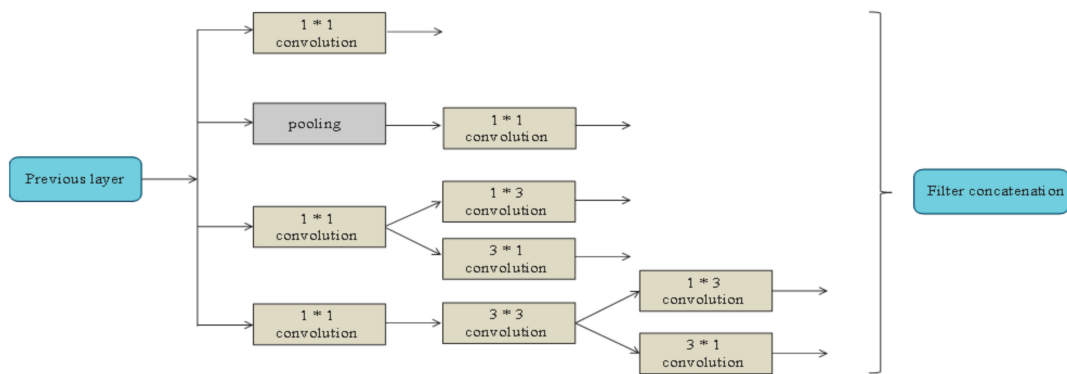 1 * 1
convolution
pooling
1 * 1
convolution
Previous layer
1 * 1
convolution
1 * 3
convolution
3 * 1
convolution
1 * 1
convolution
3 * 3
convolution
1 * 3
convolution
3 * 1
convolution
Filter concatenation